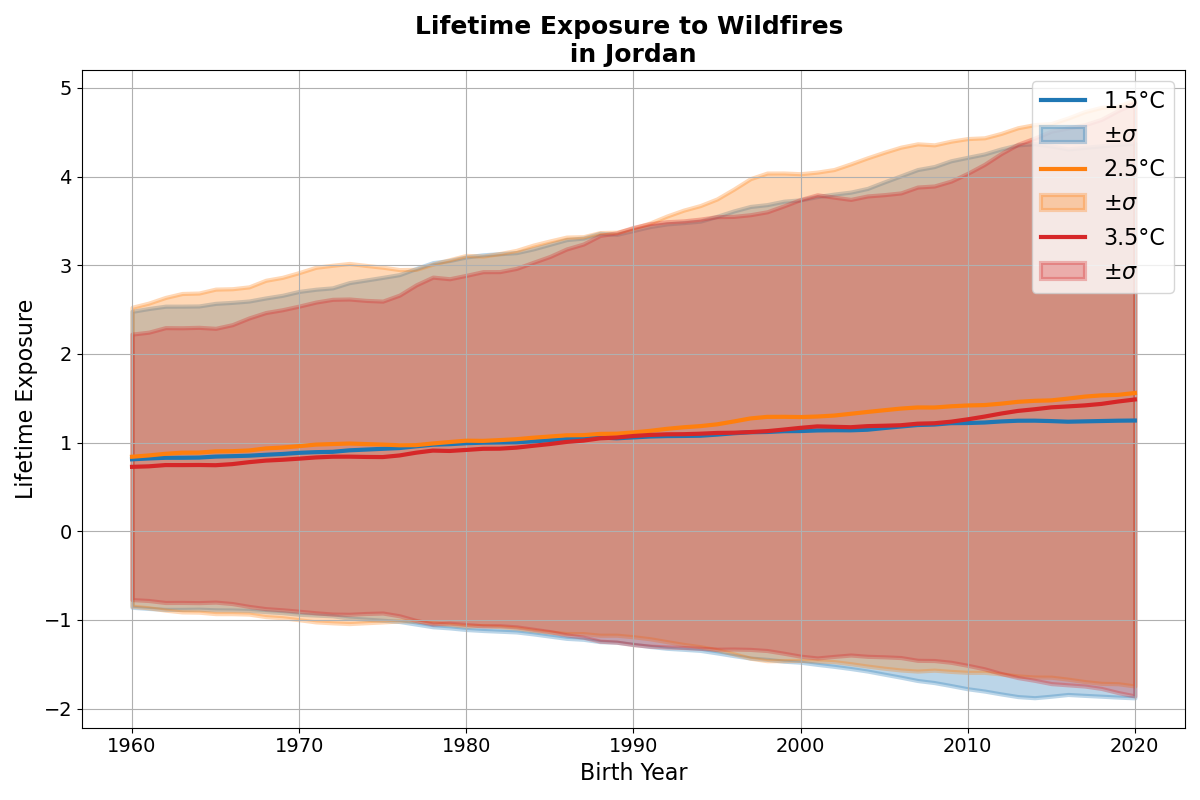 Lifetime Exposure to Wildfires
in Jordan
5
4
3
2
1
0
−1
−2
Lifetime Exposure
1960
1970
1980
1990
2000
2010
2020
Birth Year
1.5°C
±σ
2.5°C
±σ
3.5°C
±σ